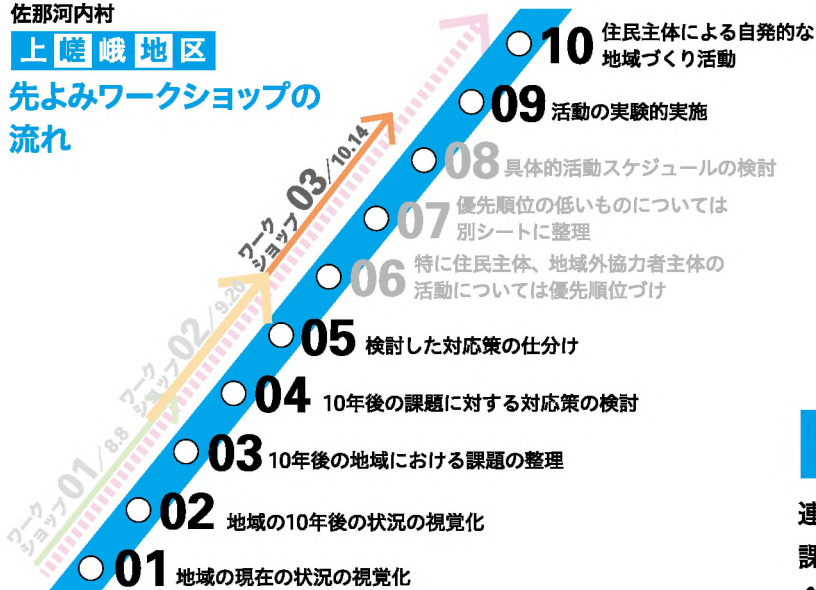 佐那河内村
上嵯峨地区
先よみワークショップの
流れ
10 住民主体による自発的な
地域づくり活動
09 活動の実験的実施
08 具体的活動スケジュールの検討
07 優先順位の低いものについては
別シートに整理
06 特に住民主体、地域外協力者主体の
活動については優先順位づけ
05 検討した対応策の仕分け
04 10年後の課題に対する対応策の検討
03 10年後の地域における課題の整理
02 地域の10年後の状況の視覚化
01 地域の現在の状況の視覚化
ワーク
ショップ03/10.14
ワーク
ショップ02/9.20
ワーク
ショップ01/8.8
連
課